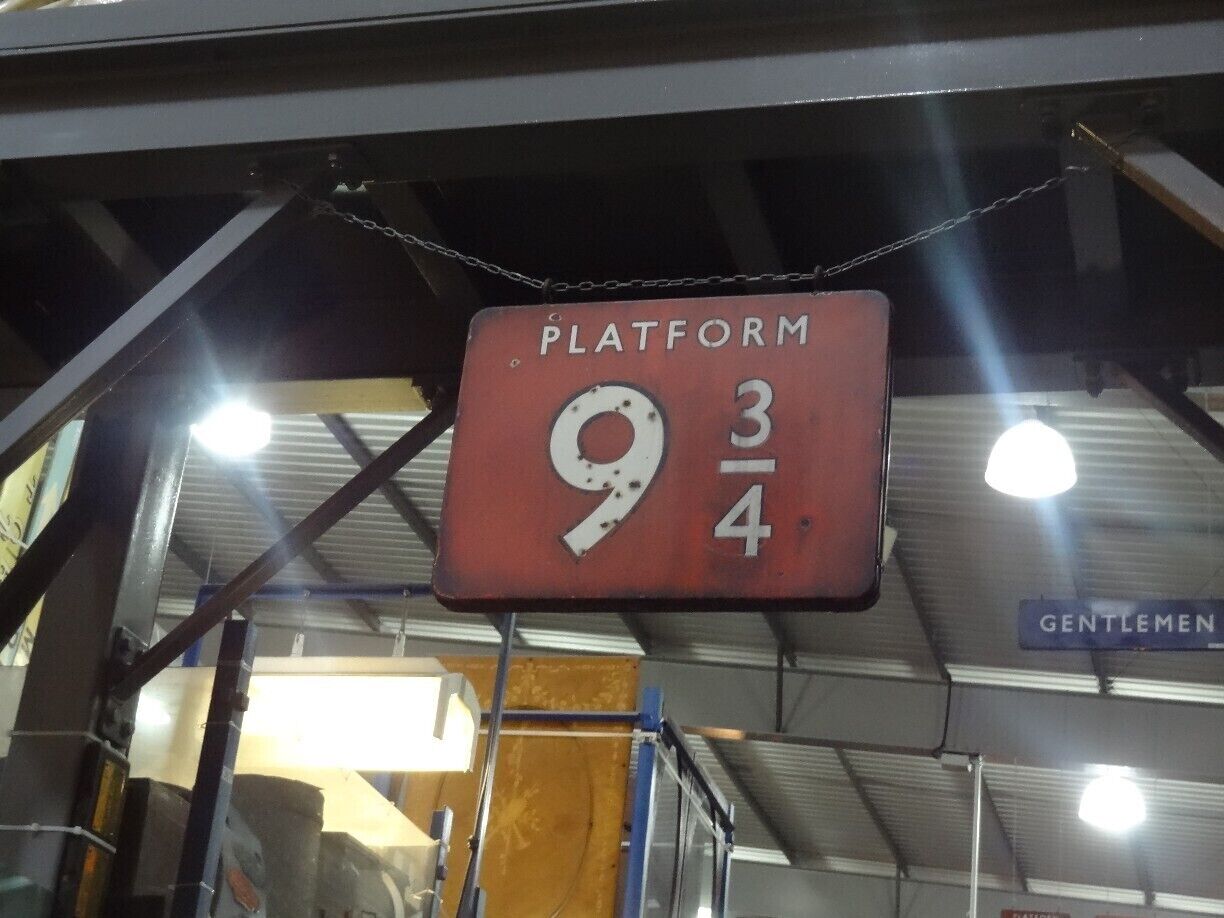 PLATFORM
9 3/4
GENTLEMEN